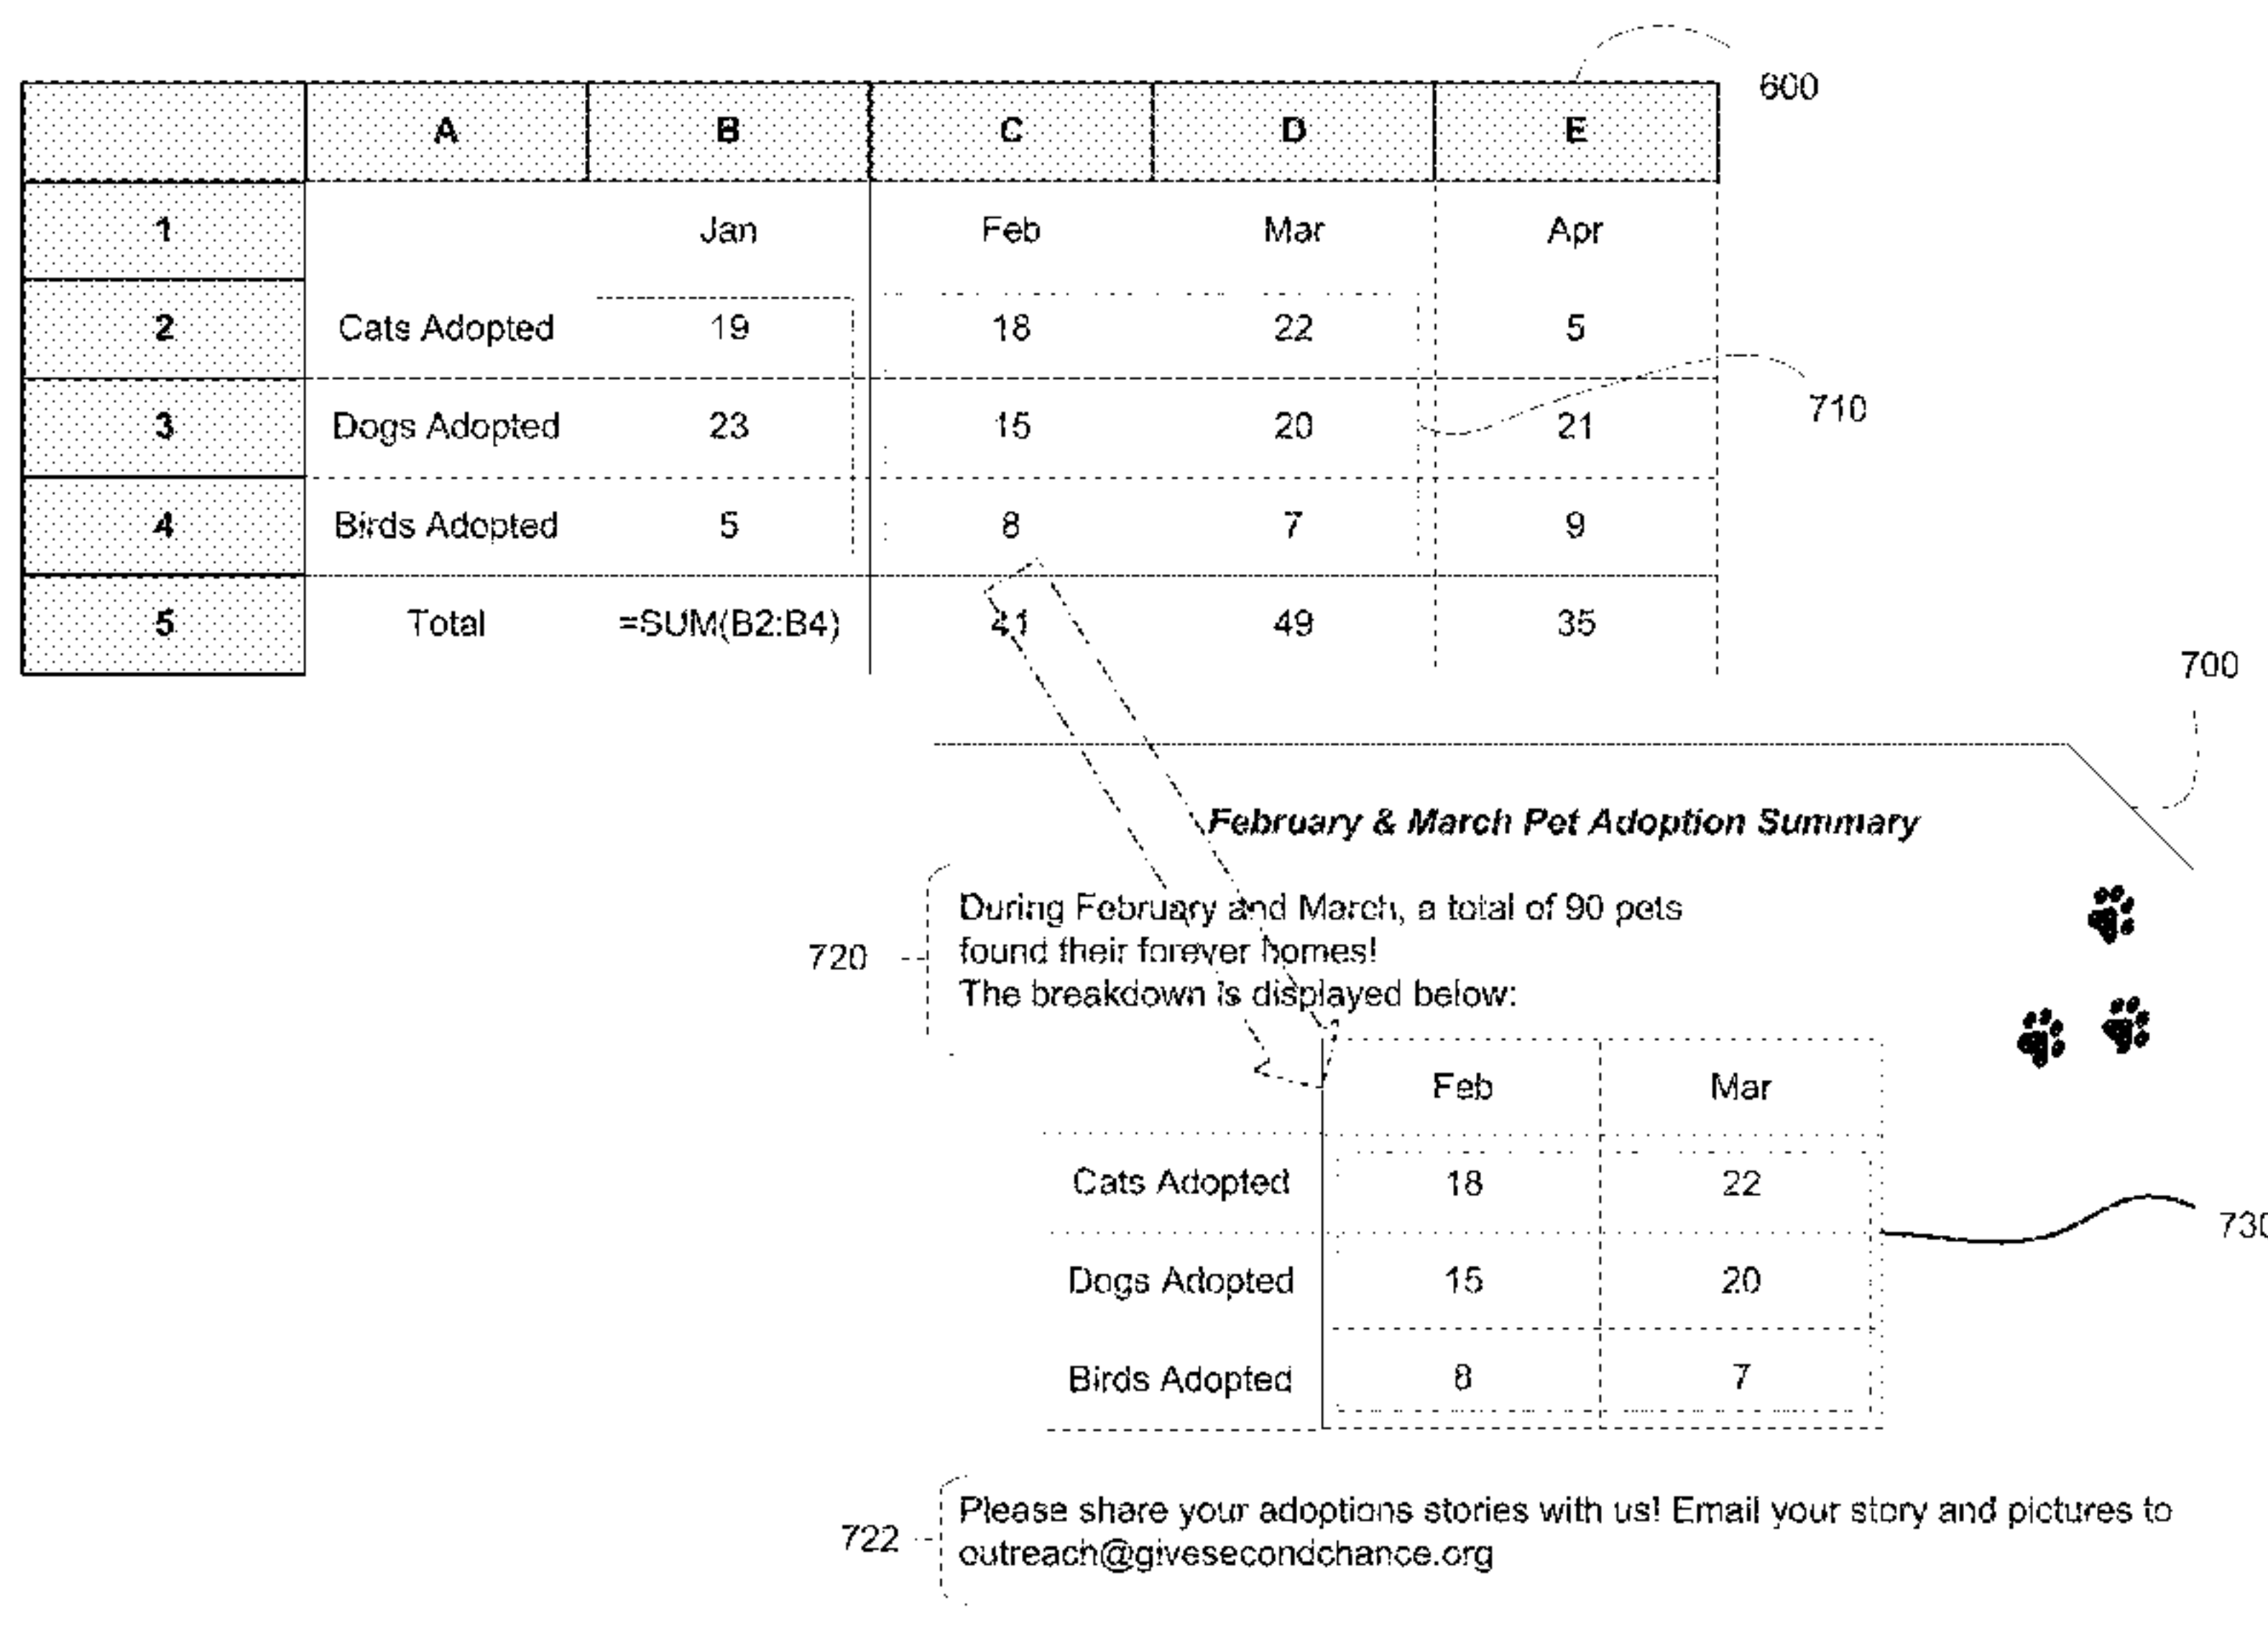 600
A B C D E
1 Jan Feb Mar Apr
2 Cats Adopted 19 18 22 5
710
3 Dogs Adopted 23 15 20 21
4 Birds Adopted 5 8 7 9
5 Total =SUM(B2:B4) 41 49 35
700
February & March Pet Adoption Summary
720
During February and March, a total of 90 pets
found their forever homes!
The breakdown is displayed below:
Feb Mar
Cats Adopted 18 22
730
Dogs Adopted 15 20
Birds Adopted 8 7
722
Please share your adoptions stories with us! Email your story and pictures to
outreach@givesecondchance.org